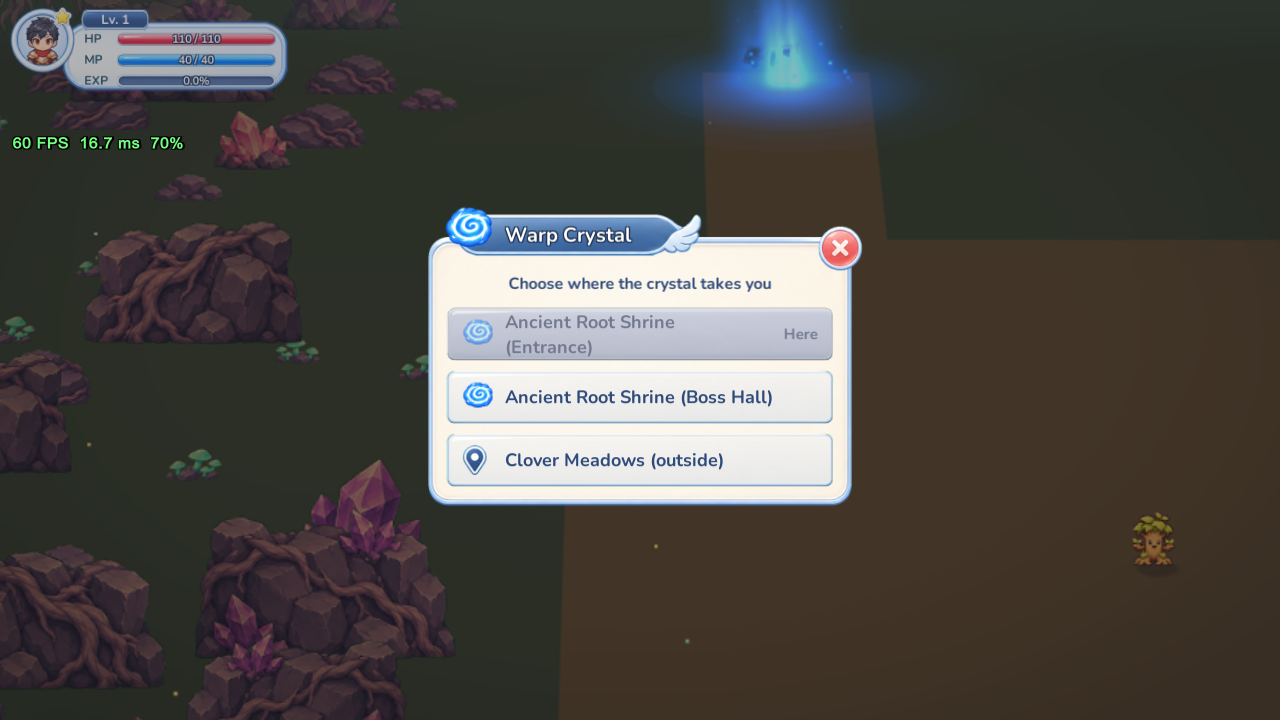 Lv. 1
HP 110/110
MP 40/40
EXP 0.0%
60 FPS 16.7 ms 70%
Warp Crystal
Choose where the crystal takes you
Ancient Root Shrine
(Entrance)
Here
Ancient Root Shrine (Boss Hall)
Clover Meadows (outside)